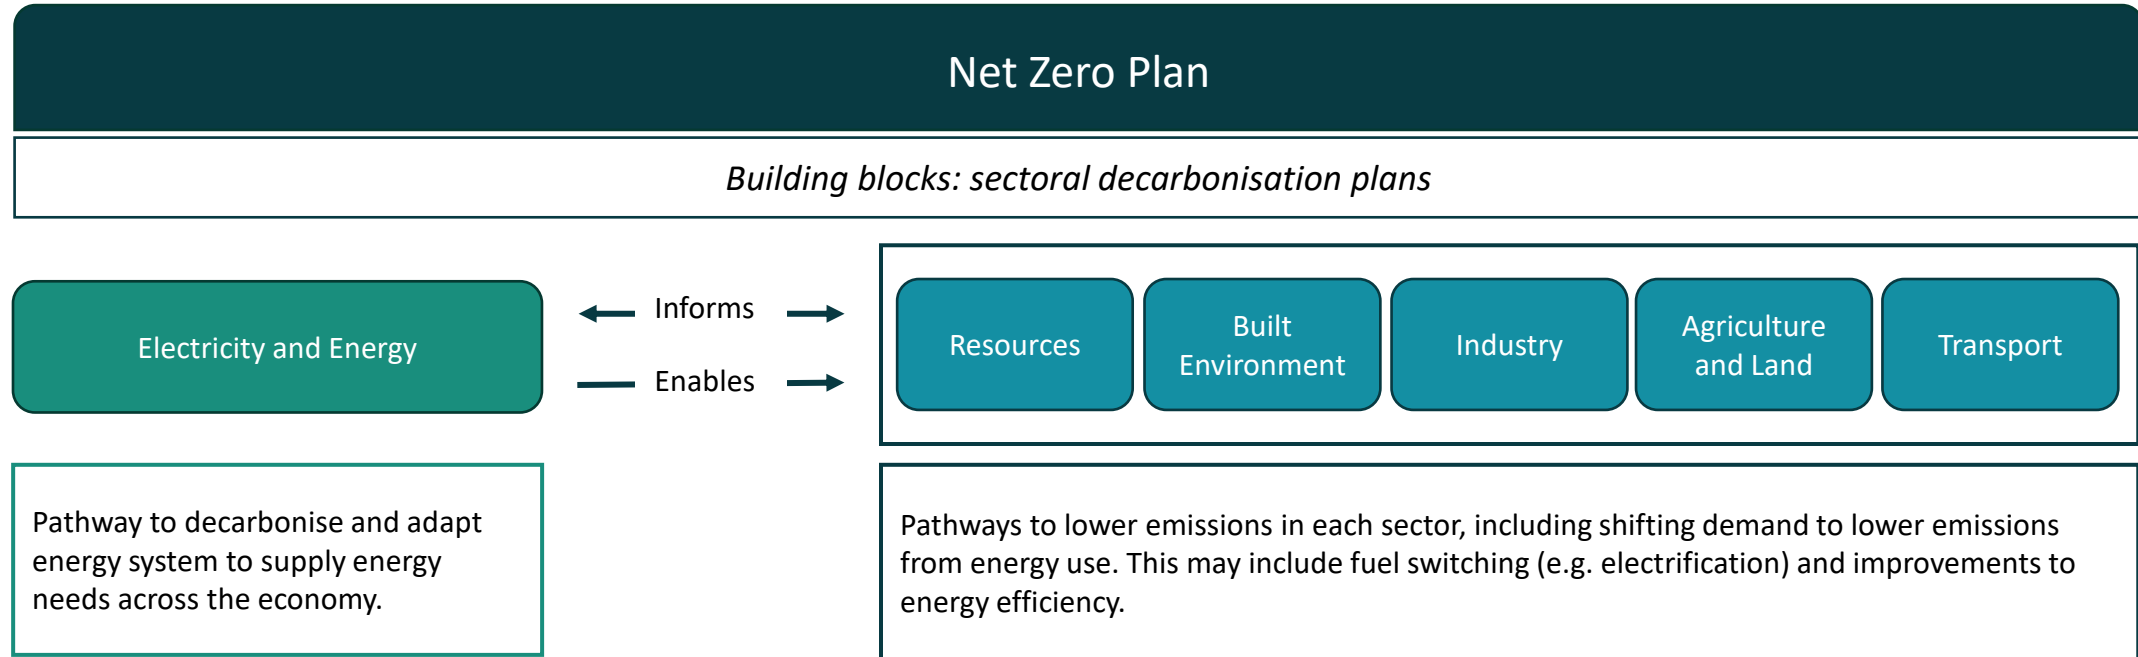 Net Zero Plan
Building blocks: sectoral decarbonisation plans
Electricity and Energy
Informs
Enables
Resources
Built
Environment
Industry
Agriculture
and Land
Transport
Pathway to decarbonise and adapt
energy system to supply energy
needs across the economy.
Pathways to lower emissions in each sector, including shifting demand to lower emissions
from energy use. This may include fuel switching (e.g. electrification) and improvements to
energy efficiency.